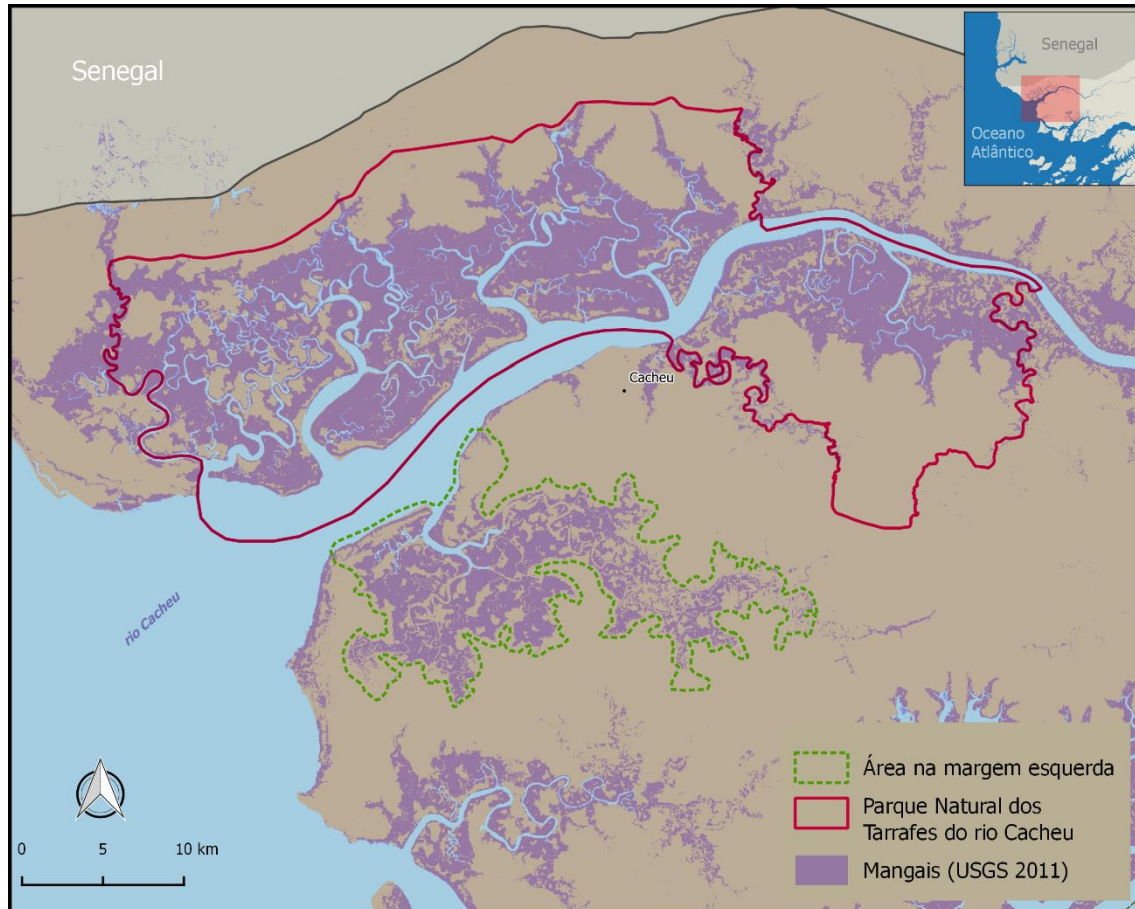 Senegal
Senegal
Oceano
Atlântico
Cacheu
rio Cacheu
Área na margem esquerda
Parque Natural dos
Tarrafes do rio Cacheu
Mangais (USGS 2011)
0 5 10 km